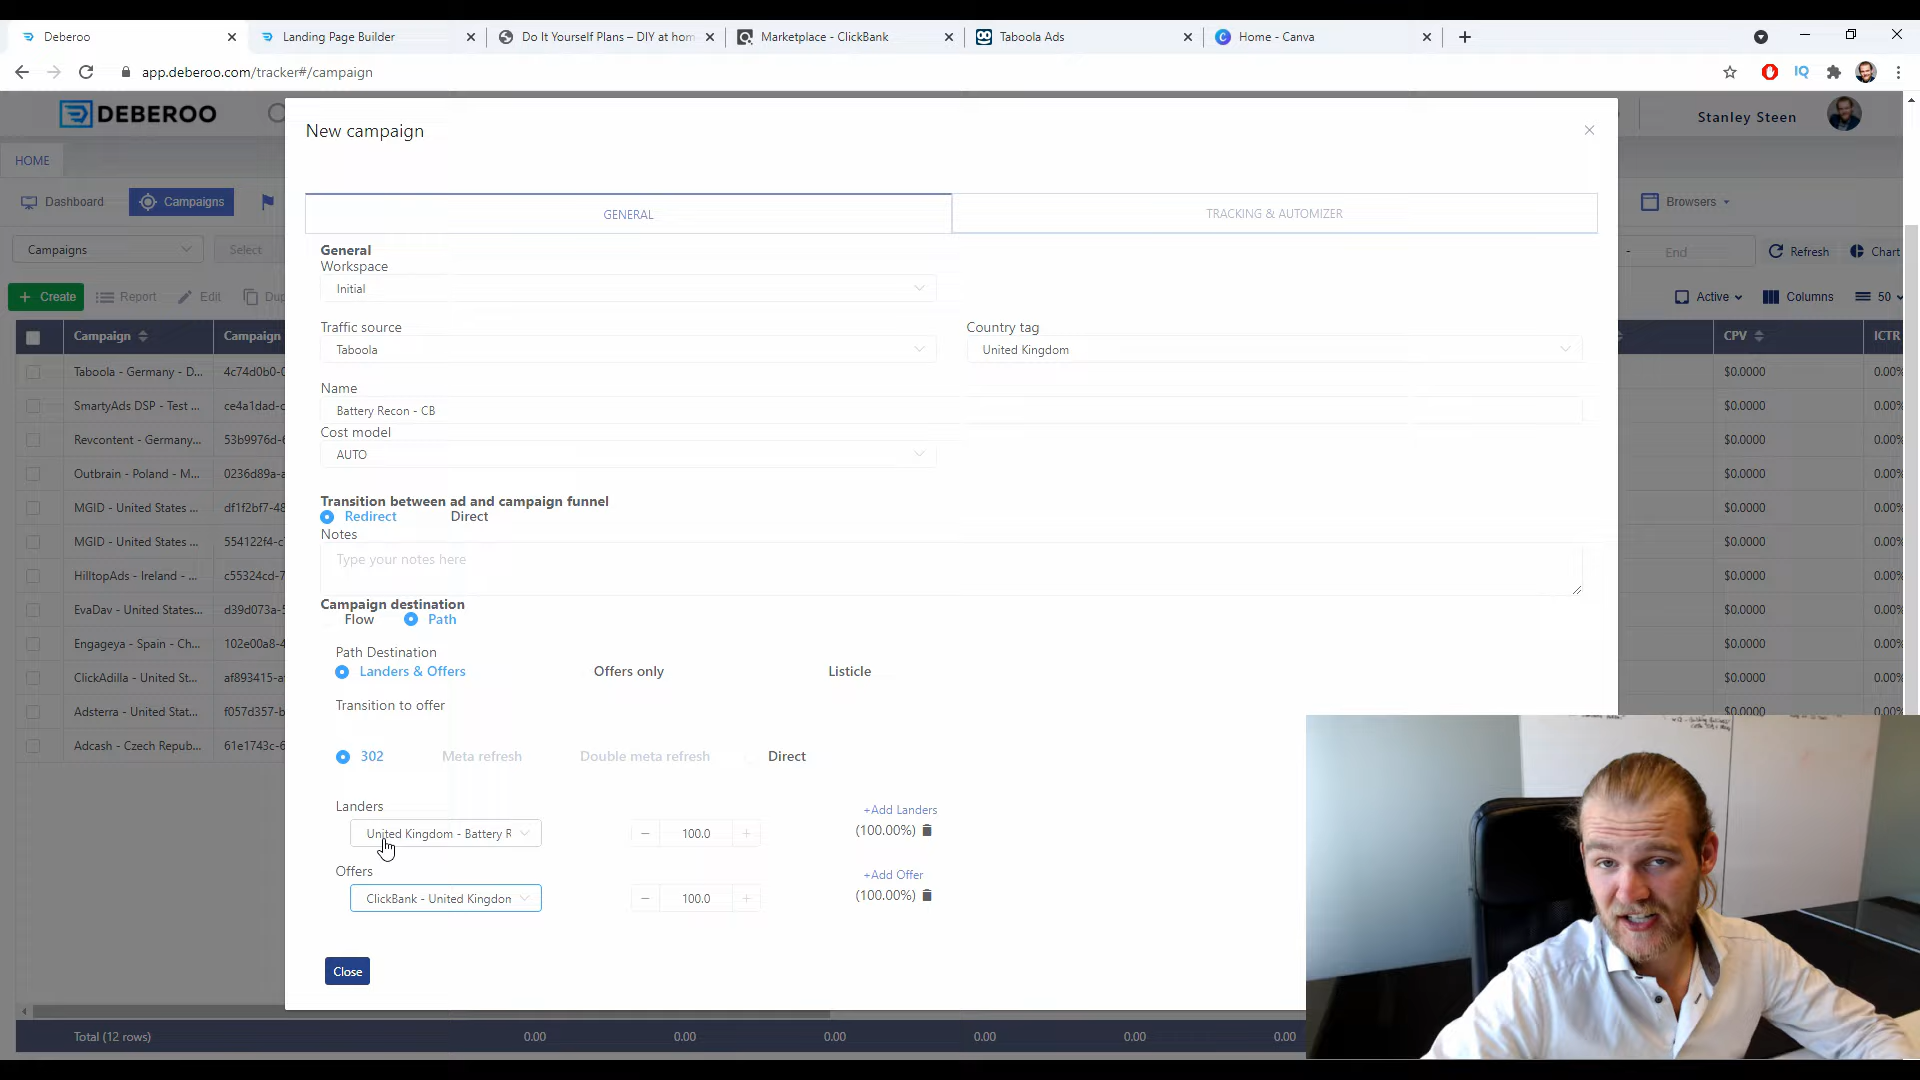 Deberoo
Landing Page Builder
Do It Yourself Plans – DIY at hom
Marketplace - ClickBank
Taboola Ads
Home - Canva
app.deberoo.com/tracker#/campaign
IQ
DEBEROO
New campaign
Stanley Steen
HOME
Dashboard
Campaigns
GENERAL
TRACKING & AUTOMIZER
Browsers
Campaigns
Select
General
Workspace
Initial
- End
Refresh
Chart
+ Create
Report
Edit
Dup
Active
Columns
50
Traffic source
Country tag
Taboola
United Kingdom
Campaign
Campaign
CPV
ICTR
Taboola - Germany - D...
4c74d0b0-0
$0.0000
0.00%
SmartyAds DSP - Test ...
ce4a1dad-c
$0.0000
0.00%
Revcontent - Germany...
53b9976d-6
$0.0000
0.00%
Outbrain - Poland - M...
0236d89a-a
$0.0000
0.00%
MGID - United States ...
df1f2bf7-48
$0.0000
0.00%
MGID - United States ...
554122f4-c
$0.0000
0.00%
HilltopAds - Ireland - ...
c55324cd-7
$0.0000
0.00%
EvaDav - United States...
d39d073a-5
$0.0000
0.00%
Engageya - Spain - Ch...
102e00a8-4
$0.0000
0.00%
ClickAdilla - United St...
af893415-a
$0.0000
0.00%
Adsterra - United Stat...
f057d357-b
$0.0000
0.00%
Adcash - Czech Repub...
61e1743c-6
Name
Battery Recon - CB
Cost model
AUTO
Transition between ad and campaign funnel
Redirect
Direct
Notes
Type your notes here
Campaign destination
Flow
Path
Path Destination
Landers & Offers
Offers only
Listicle
Transition to offer
302
Meta refresh
Double meta refresh
Direct
Landers
+Add Landers
United Kingdom - Battery R
− 100.0 +
(100.00%)
Offers
+Add Offer
ClickBank - United Kingdom
− 100.0 +
(100.00%)
Close
Total (12 rows)
0.00
0.00
0.00
0.00
0.00
0.00